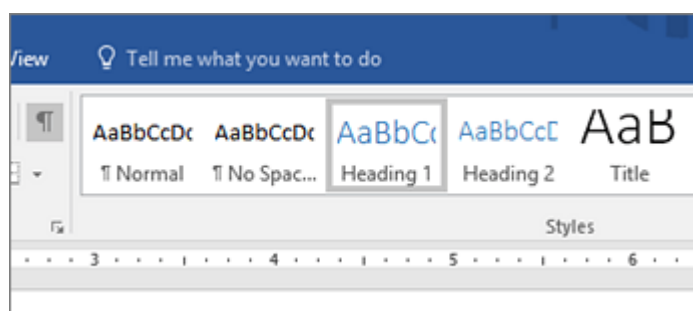 View Tell me what you want to do
¶
AaBbCcDc AaBbCcDc AaBbCc AaBbCcE AaB
¶ Normal ¶ No Spac... Heading 1 Heading 2 Title
Styles
3 4 5 6